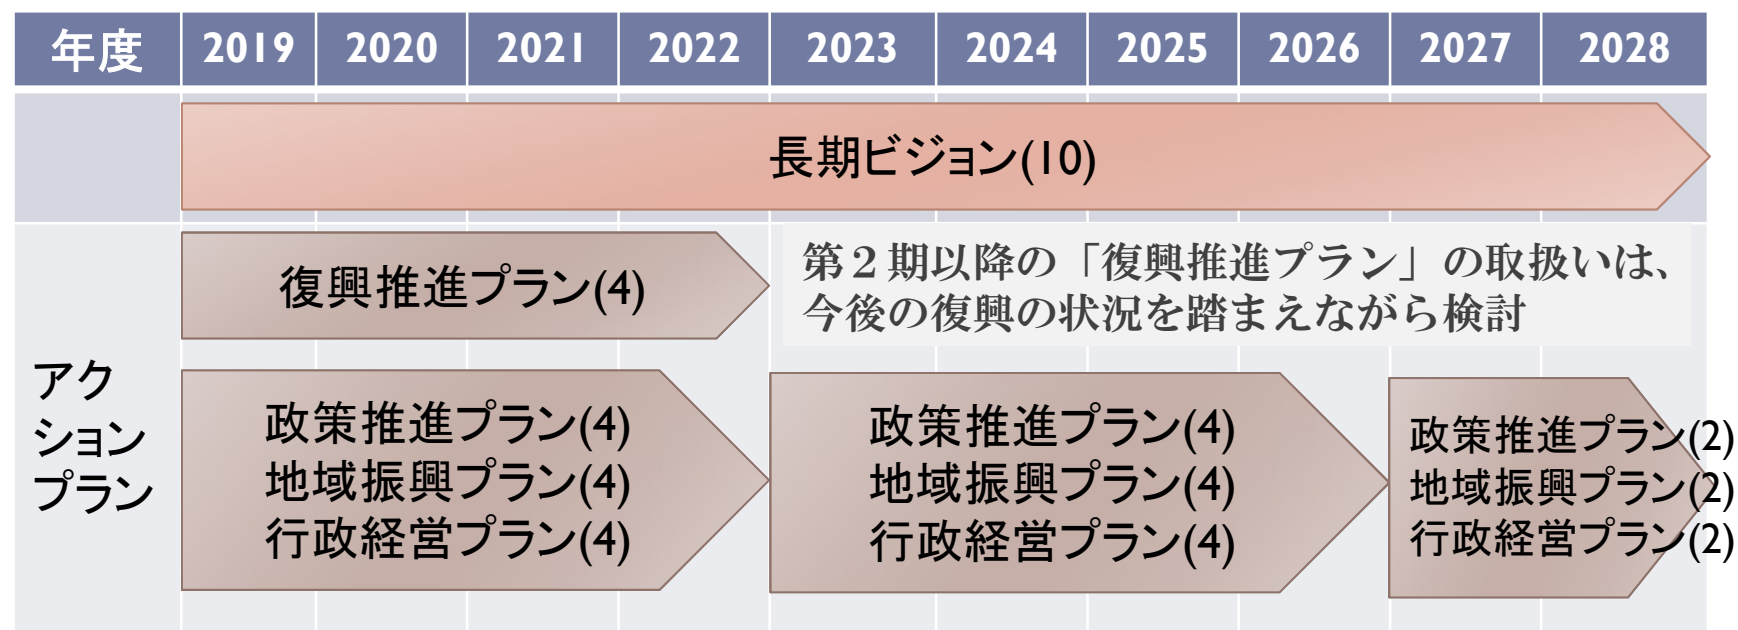 年度 2019 2020 2021 2022 2023 2024 2025 2026 2027 2028
長期ビジョン(10)
復興推進プラン(4)
第２期以降の「復興推進プラン」の取扱いは、
今後の復興の状況を踏まえながら検討
アク
ション
プラン
政策推進プラン(4)
地域振興プラン(4)
行政経営プラン(4)
政策推進プラン(4)
地域振興プラン(4)
行政経営プラン(4)
政策推進プラン(2)
地域振興プラン(2)
行政経営プラン(2)